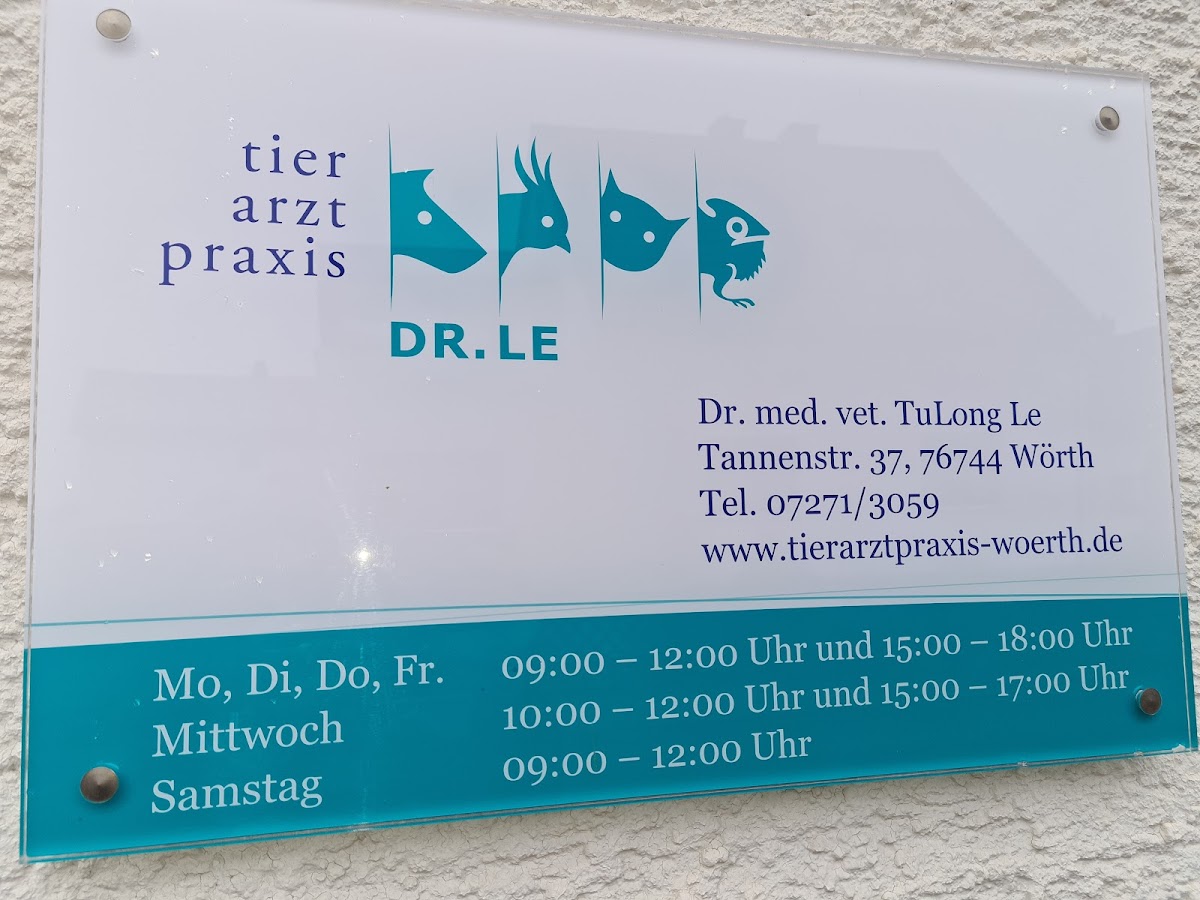 tier
arzt
praxis
DR. LE
Dr. med. vet. TuLong Le
Tannenstr. 37, 76744 Wörth
Tel. 07271/3059
www.tierarztpraxis-woerth.de
Mo, Di, Do, Fr. 09:00 – 12:00 Uhr und 15:00 – 18:00 Uhr
Mittwoch 10:00 – 12:00 Uhr und 15:00 – 17:00 Uhr
Samstag 09:00 – 12:00 Uhr